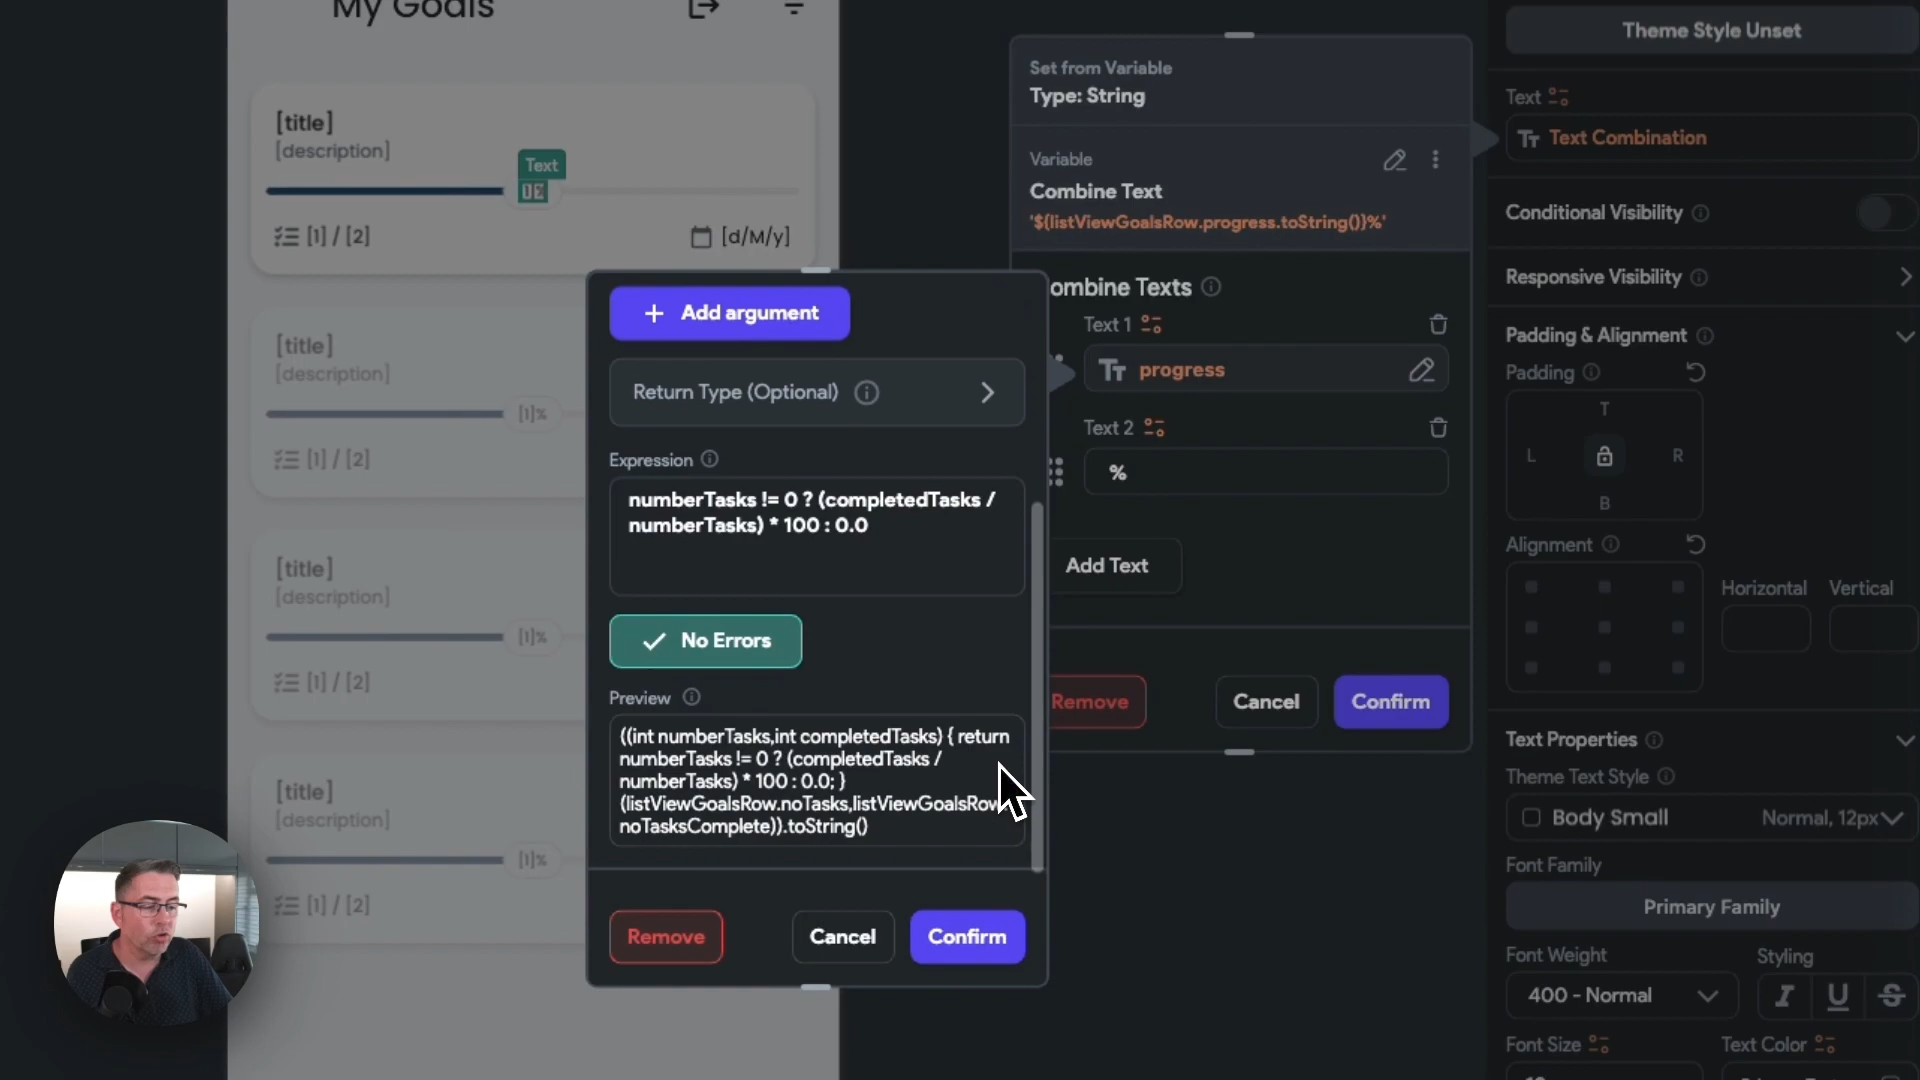 My Goals
[title]
[description]
Text
[1] / [2]
[d/M/y]
[title]
[description]
[1]%
[1] / [2]
[title]
[description]
[1]%
[1] / [2]
[title]
[description]
[1]%
[1] / [2]
Add argument
Return Type (Optional)
Expression
numberTasks != 0 ? (completedTasks /
numberTasks) * 100 : 0.0
No Errors
Preview
((int numberTasks,int completedTasks) { return
numberTasks != 0 ? (completedTasks /
numberTasks) * 100 : 0.0; }
(listViewGoalsRow.noTasks,listViewGoalsRow.
noTasksComplete)).toString()
Remove
Cancel
Confirm
Set from Variable
Type: String
Variable
Combine Text
'${listViewGoalsRow.progress.toString()}%'
ombine Texts
Text 1
progress
Text 2
%
Add Text
Remove
Cancel
Confirm
Theme Style Unset
Text
Text Combination
Conditional Visibility
Responsive Visibility
Padding & Alignment
Padding
T
L
R
B
Alignment
Horizontal
Vertical
Text Properties
Theme Text Style
Body Small
Normal, 12px
Font Family
Primary Family
Font Weight
Styling
400 - Normal
I
U
S
Font Size
Text Color